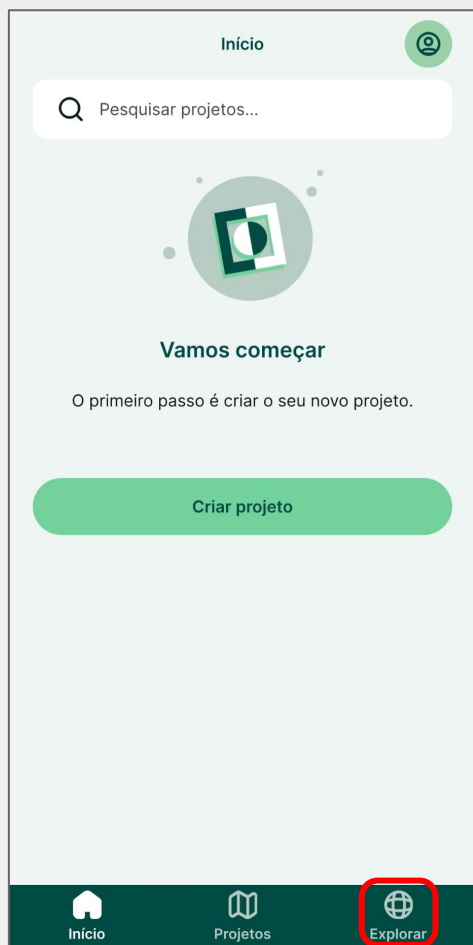 Início
Pesquisar projetos...
Vamos começar
O primeiro passo é criar o seu novo projeto.
Criar projeto
Início
Projetos
Explorar